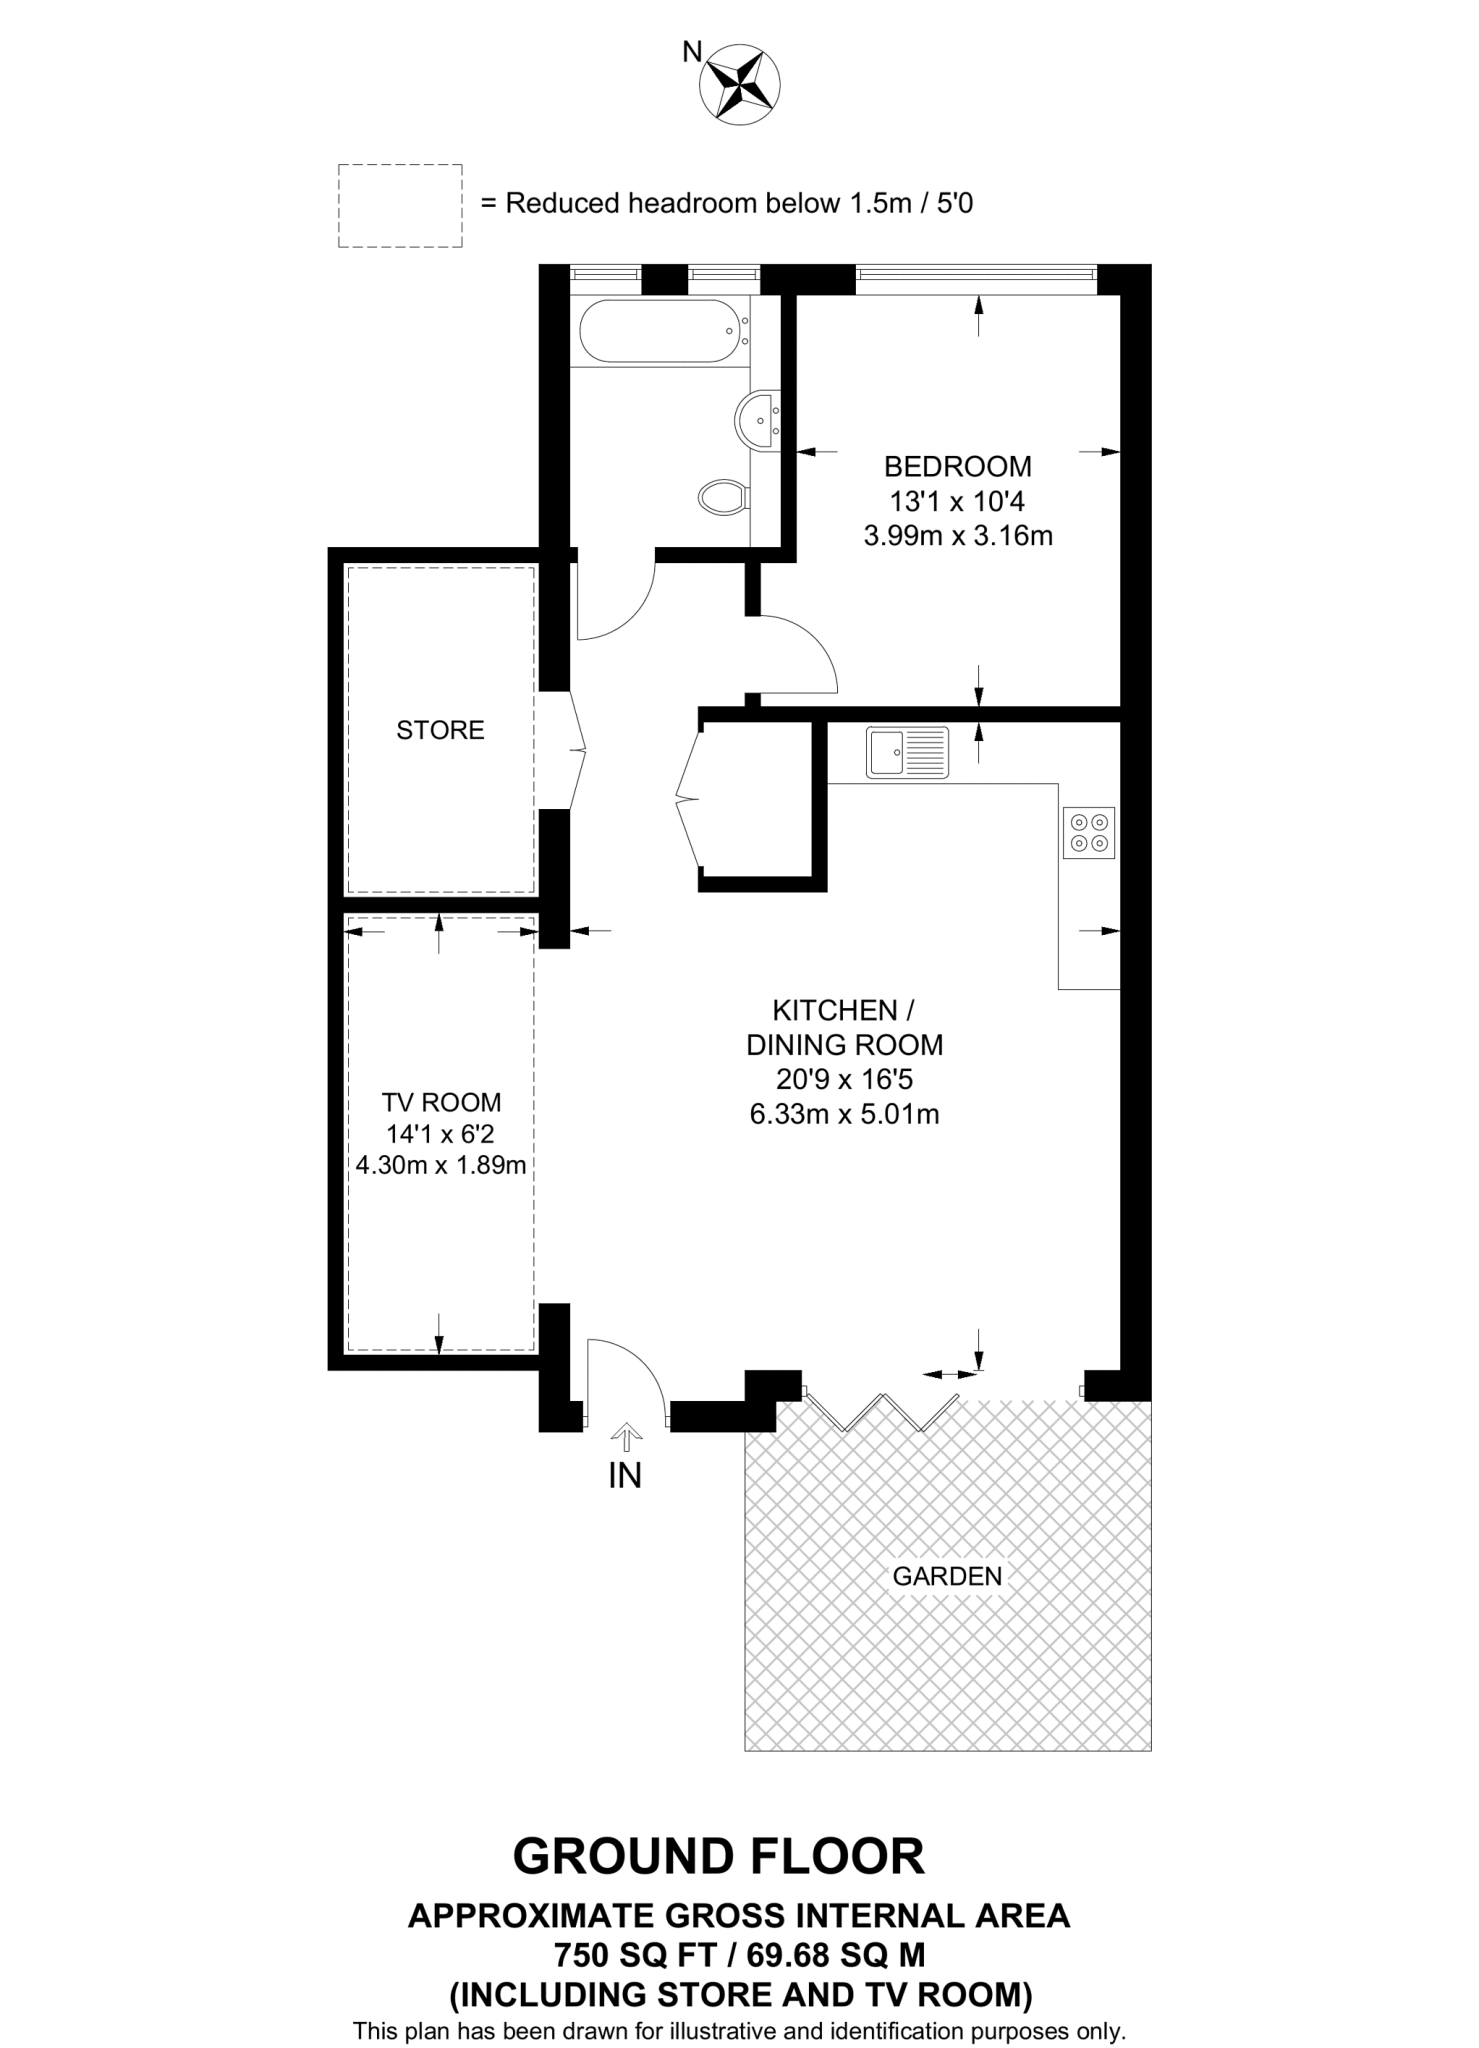 N
= Reduced headroom below 1.5m / 5'0
BEDROOM
13'1 x 10'4
3.99m x 3.16m
STORE
KITCHEN /
DINING ROOM
20'9 x 16'5
6.33m x 5.01m
TV ROOM
14'1 x 6'2
4.30m x 1.89m
IN
GARDEN
GROUND FLOOR
APPROXIMATE GROSS INTERNAL AREA
750 SQ FT / 69.68 SQ M
(INCLUDING STORE AND TV ROOM)
This plan has been drawn for illustrative and identification purposes only.